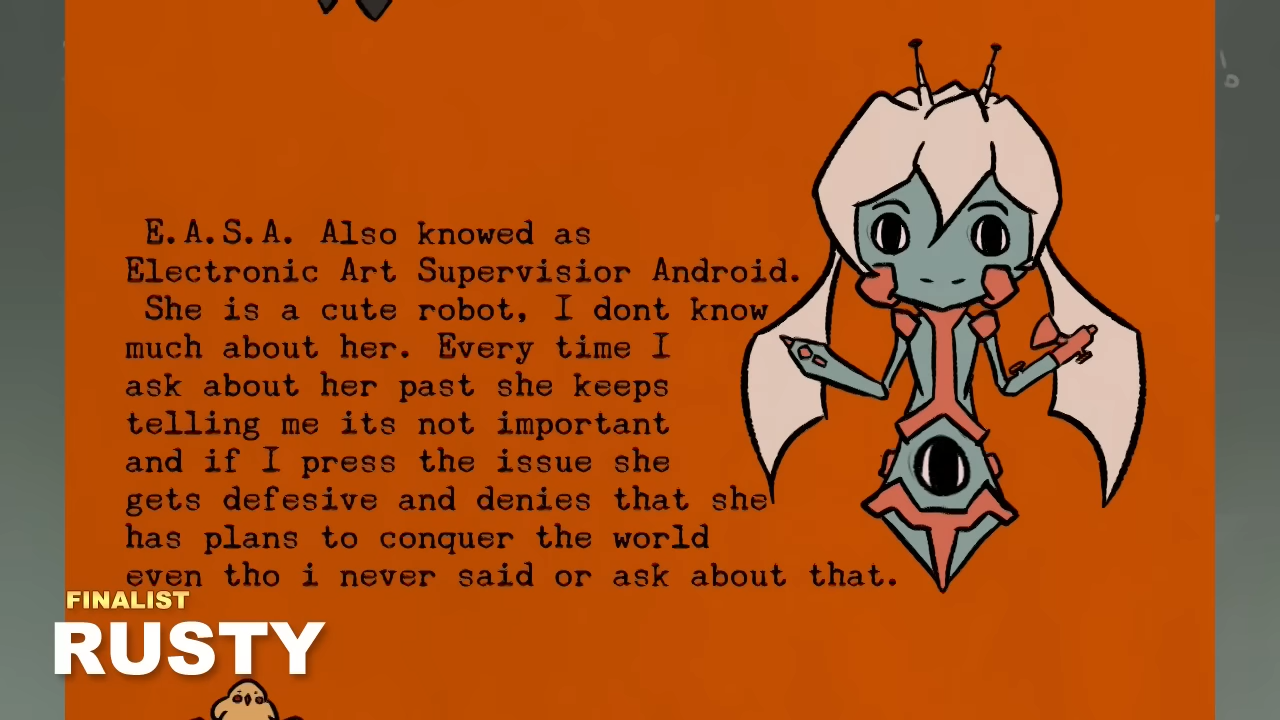 E.A.S.A. Also knowed as
Electronic Art Supervisior Android.
She is a cute robot, I dont know
much about her. Every time I
ask about her past she keeps
telling me its not important
and if I press the issue she
gets defesive and denies that she
has plans to conquer the world
even tho i never said or ask about that.
FINALIST
RUSTY